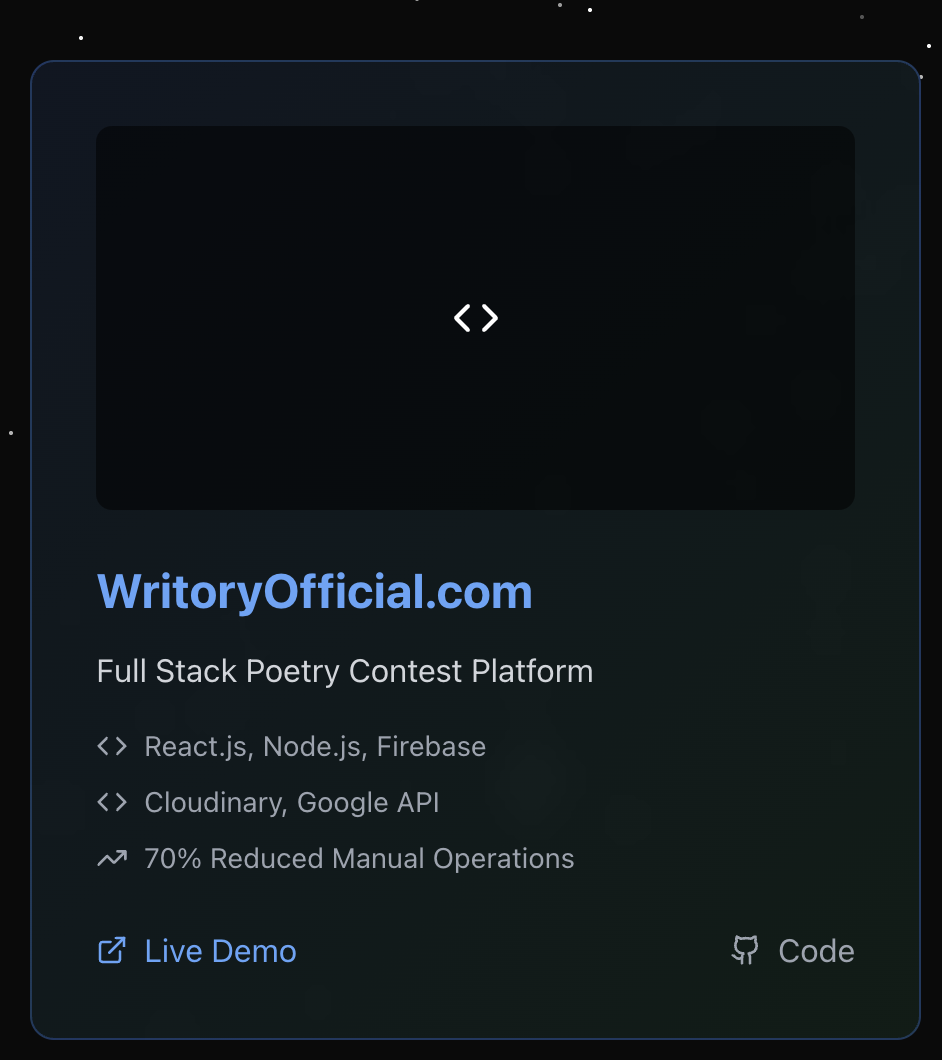 WritoryOfficial.com
Full Stack Poetry Contest Platform
React.js, Node.js, Firebase
Cloudinary, Google API
70% Reduced Manual Operations
Live Demo
Code